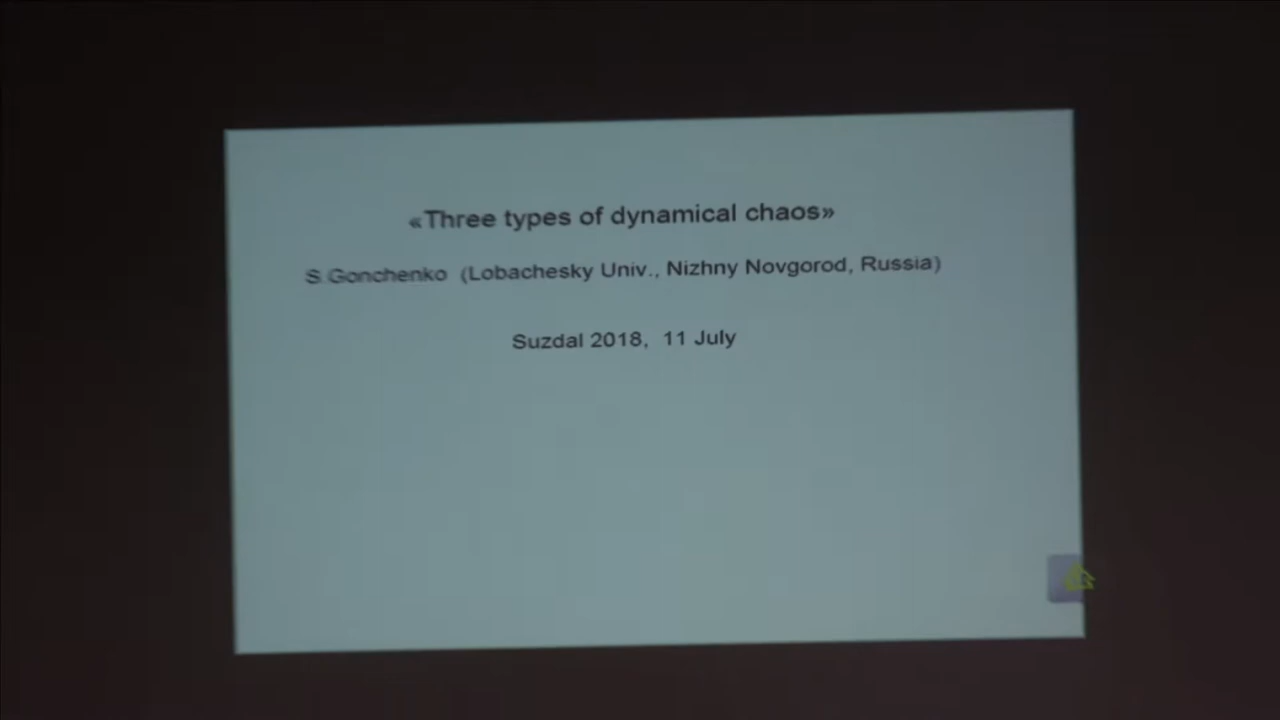 «Three types of dynamical chaos»
S.Gonchenko (Lobachesky Univ., Nizhny Novgorod, Russia)
Suzdal 2018, 11 July